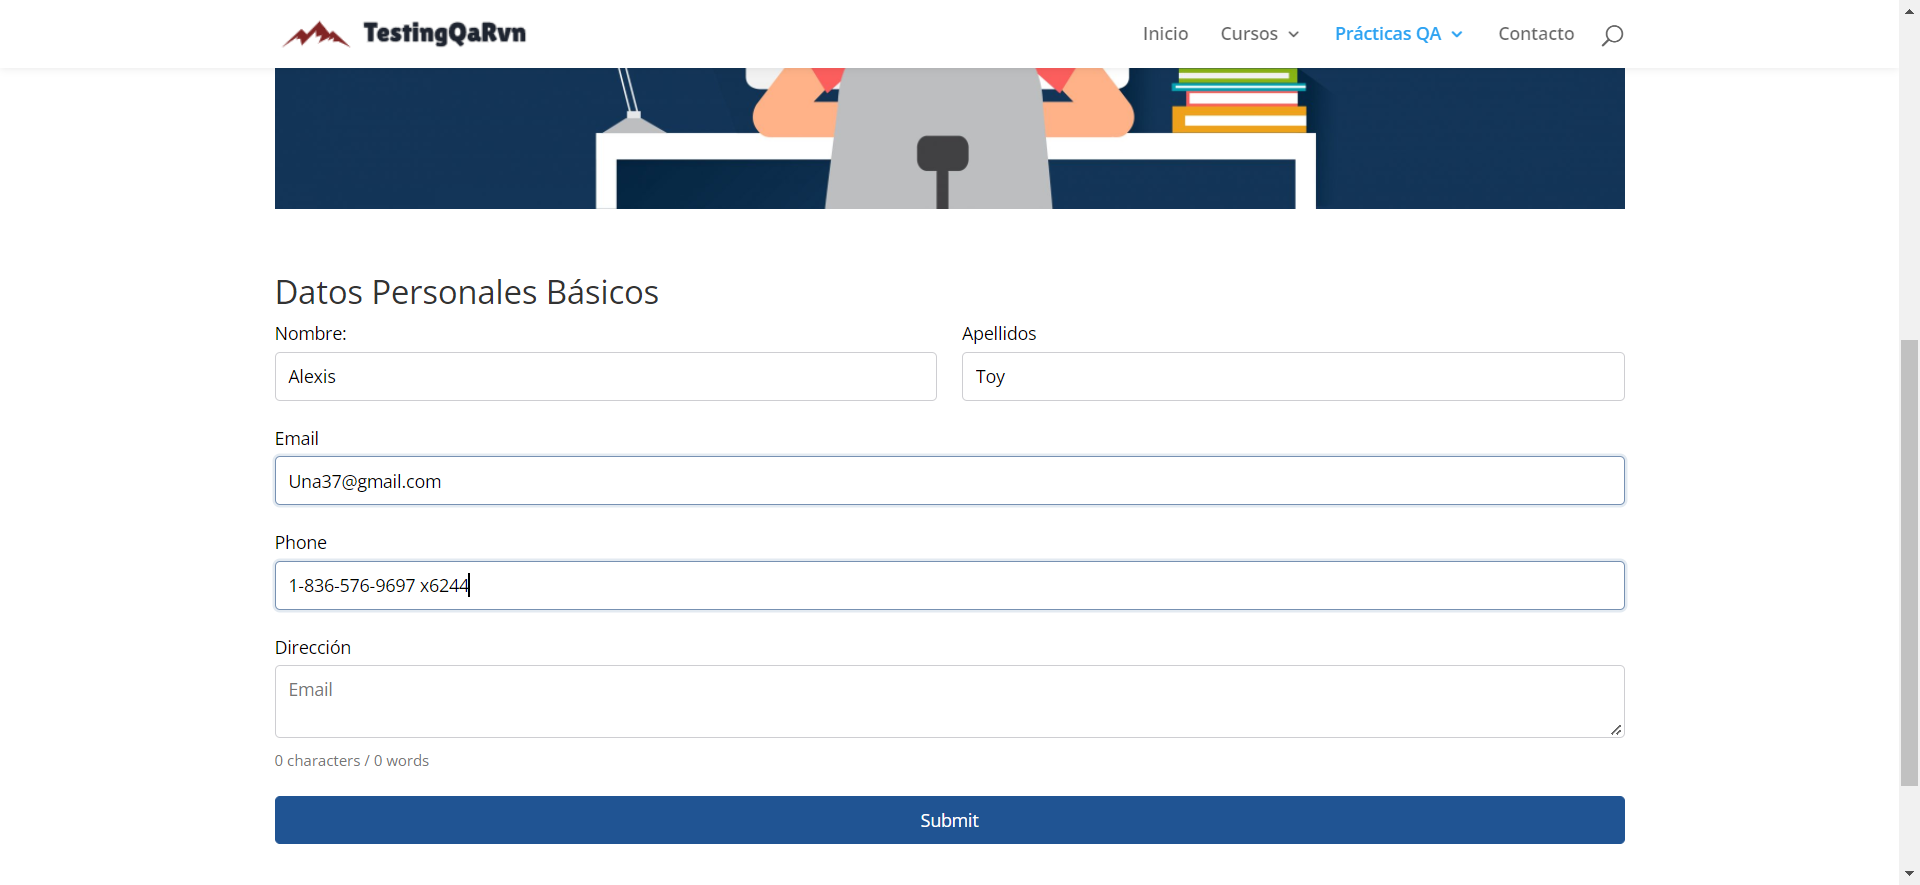 TestingQaRvn
Inicio Cursos Prácticas QA Contacto
Datos Personales Básicos
Nombre: Apellidos
Alexis Toy
Email
Una37@gmail.com
Phone
1-836-576-9697 x6244
Dirección
Email
0 characters / 0 words
Submit